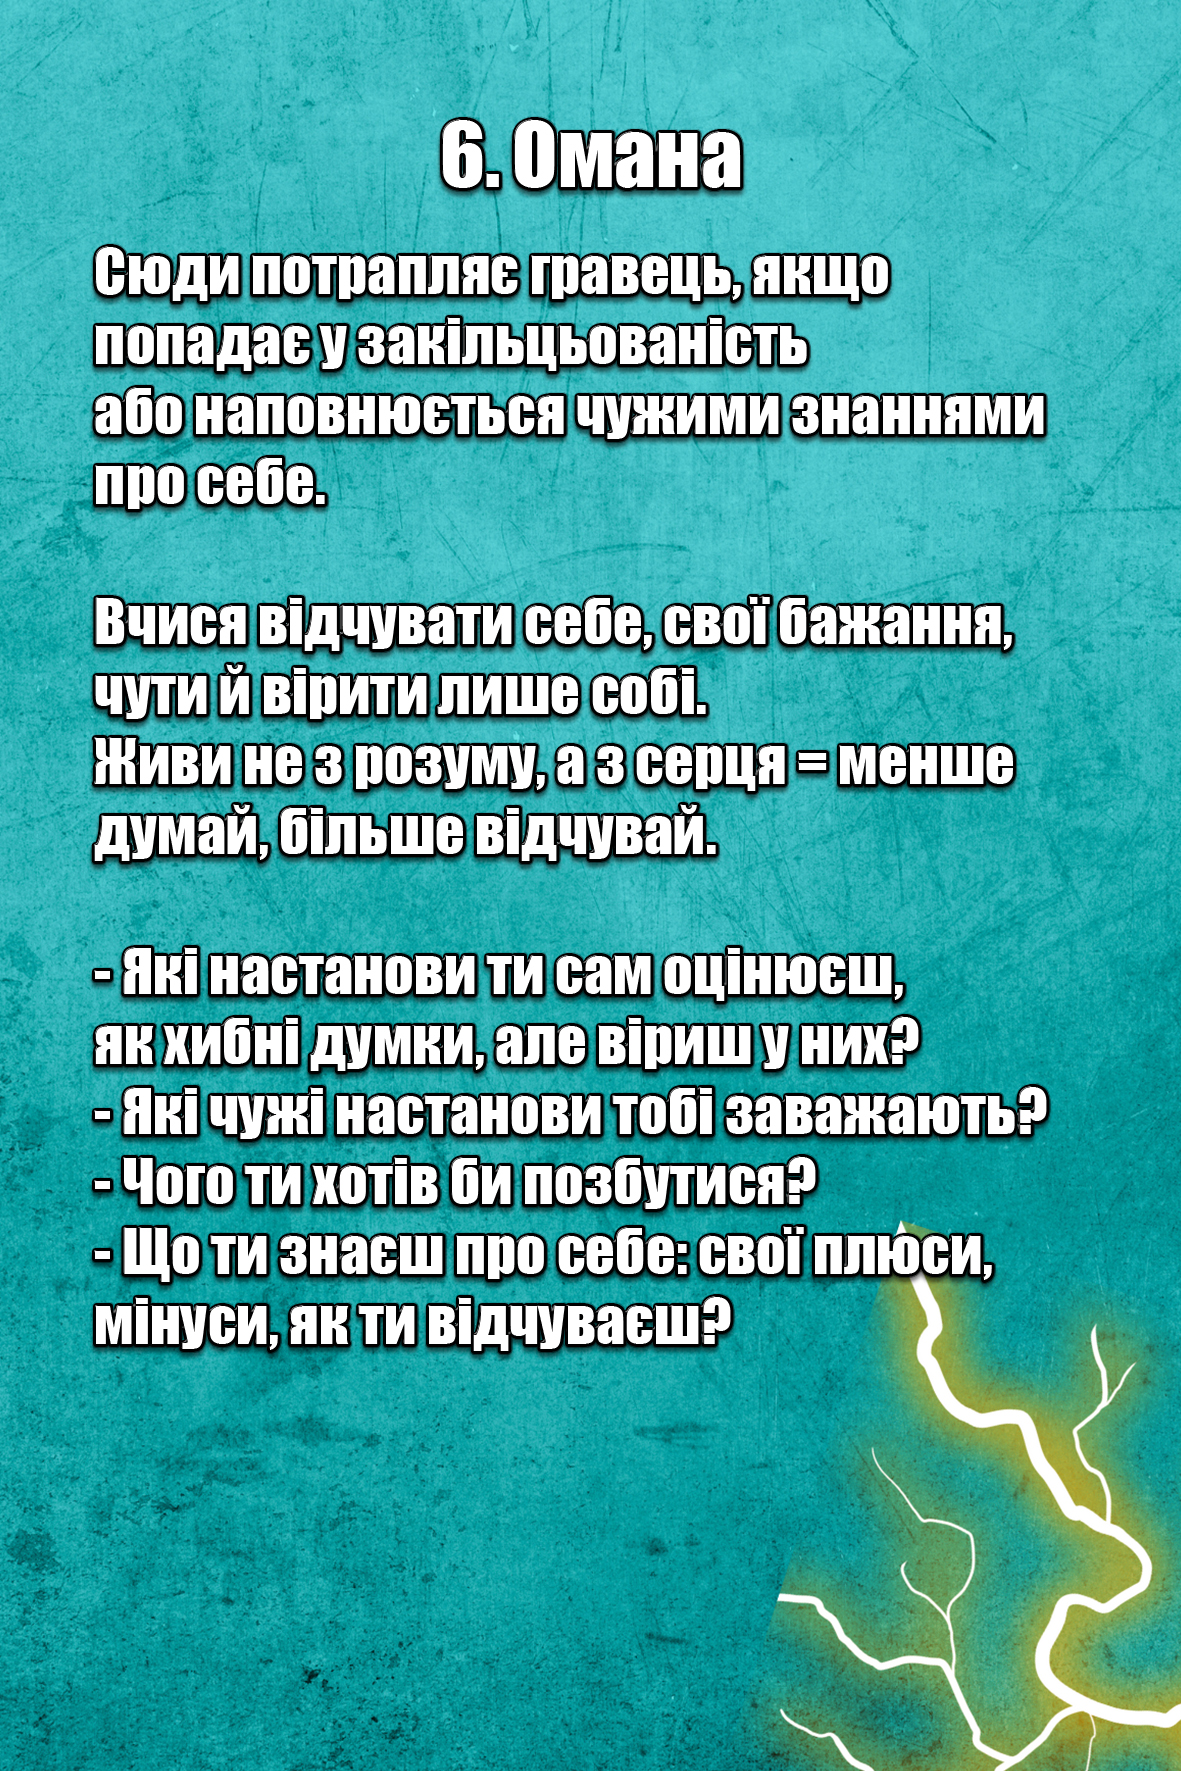 6. Омана
Сюди потрапляє гравець, якщо
попадає у закільцьованість
або наповнюється чужими знаннями
про себе.
Вчися відчувати себе, свої бажання,
чути й вірити лише собі.
Живи не з розуму, а з серця = менше
думай, більше відчувай.
- Які настанови ти сам оцінюєш,
як хибні думки, але віриш у них?
- Які чужі настанови тобі заважають?
- Чого ти хотів би позбутися?
- Що ти знаєш про себе: свої плюси,
мінуси, як ти відчуваєш?